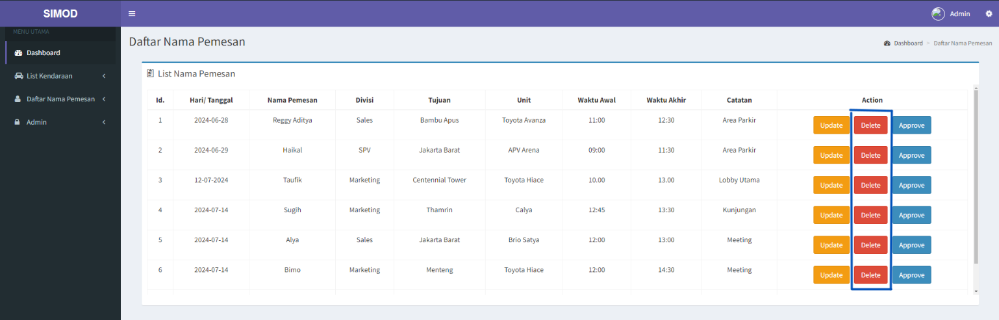 SIMOD
Admin
MENU UTAMA
Dashboard
List Kendaraan
Daftar Nama Pemesan
Admin
Daftar Nama Pemesan
Dashboard > Daftar Nama Pemesan
List Nama Pemesan
Id. Hari/ Tanggal Nama Pemesan Divisi Tujuan Unit Waktu Awal Waktu Akhir Catatan Action
1 2024-06-28 Reggy Aditya Sales Bambu Apus Toyota Avanza 11:00 12:30 Area Parkir Update Delete Approve
2 2024-06-29 Haikal SPV Jakarta Barat APV Arena 09:00 11:30 Area Parkir Update Delete Approve
3 12-07-2024 Taufik Marketing Centennial Tower Toyota Hiace 10.00 13.00 Lobby Utama Update Delete Approve
4 2024-07-14 Sugih Marketing Thamrin Calya 12:45 13:30 Kunjungan Update Delete Approve
5 2024-07-14 Alya Sales Jakarta Barat Brio Satya 12:00 13:00 Meeting Update Delete Approve
6 2024-07-14 Bimo Marketing Menteng Toyota Hiace 12:00 14:30 Meeting Update Delete Approve